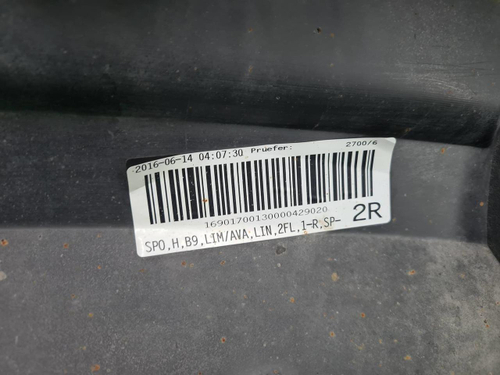 2016-06-14 04:07:30 Pruefer: 2700/6
16901700130000429020
2R
SPO,H,B9,LIM/AVA,LIN,2FL,1-R,SP-